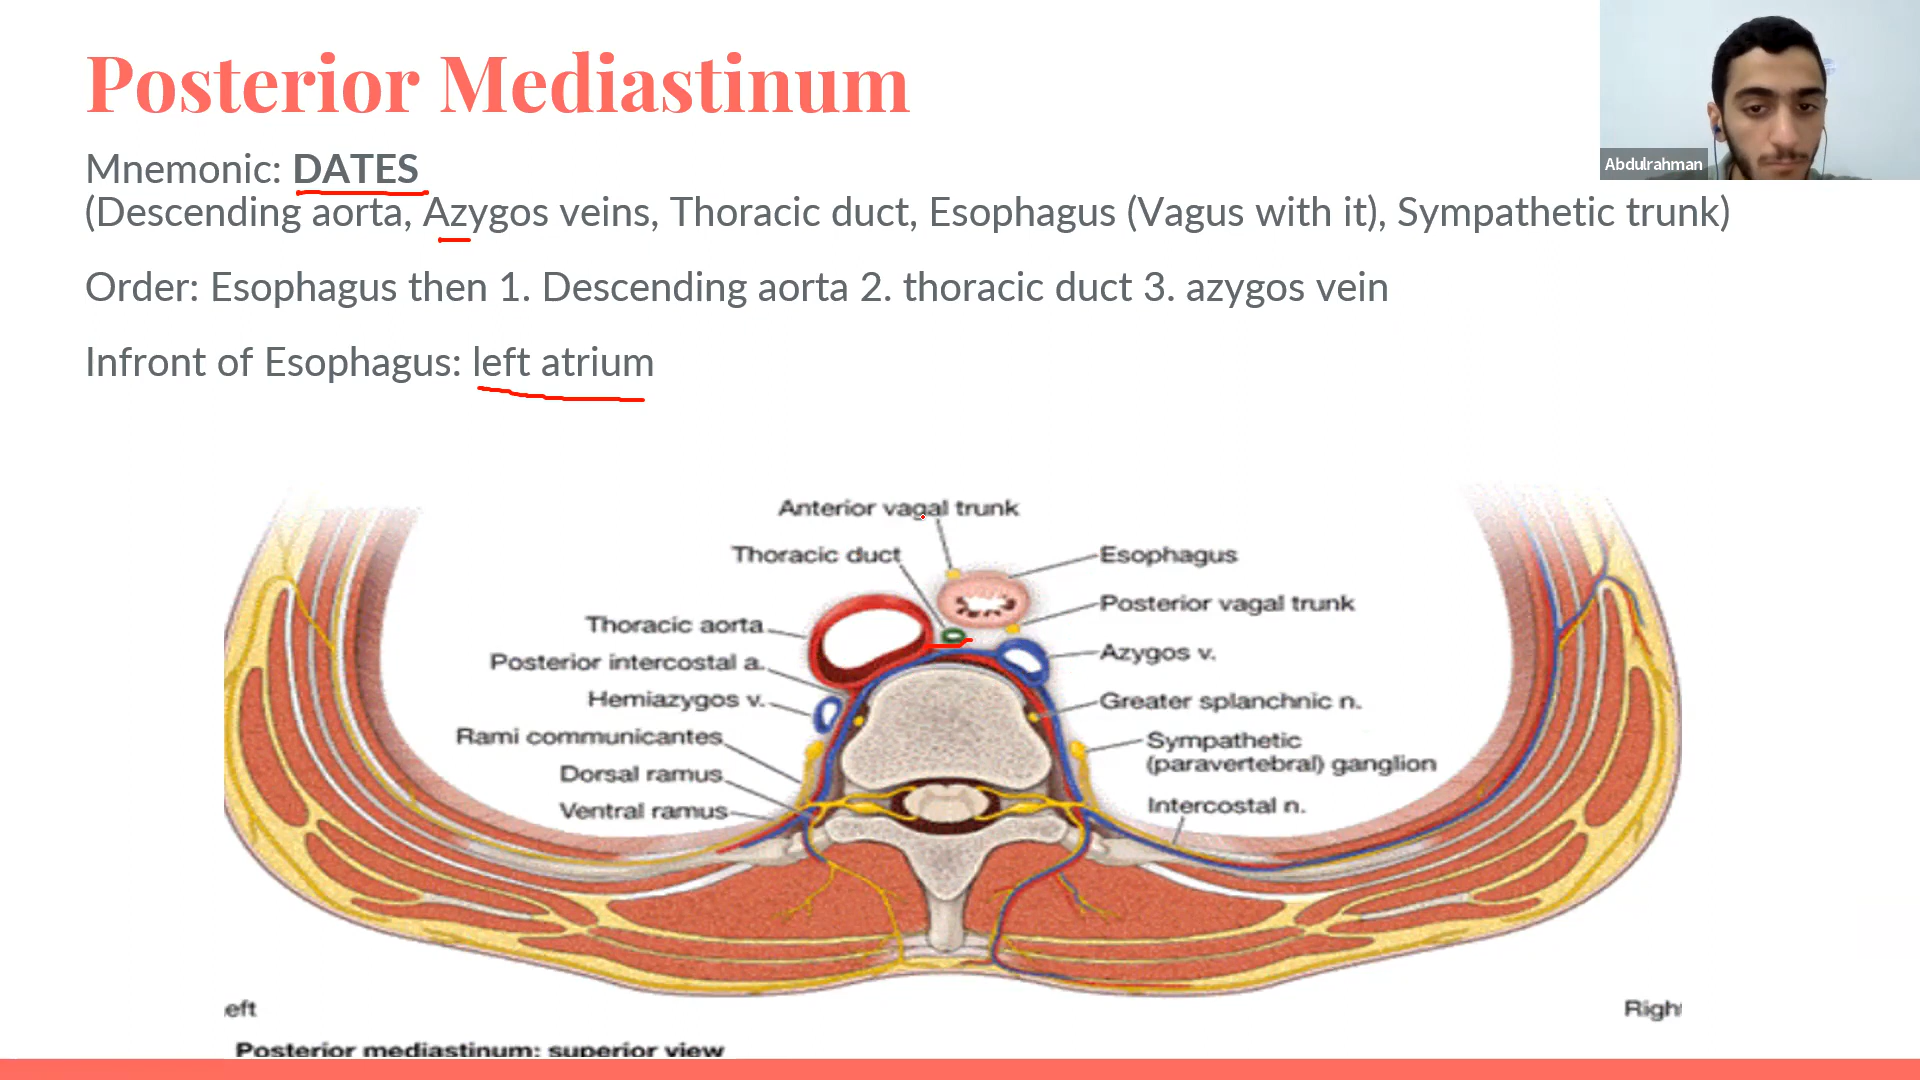 Posterior Mediastinum
Abdulrahman
Mnemonic: DATES
(Descending aorta, Azygos veins, Thoracic duct, Esophagus (Vagus with it), Sympathetic trunk)
Order: Esophagus then 1. Descending aorta 2. thoracic duct 3. azygos vein
Infront of Esophagus: left atrium
Anterior vagal trunk
Thoracic duct
Esophagus
Posterior vagal trunk
Thoracic aorta
Azygos v.
Posterior intercostal a.
Hemiazygos v.
Greater splanchnic n.
Rami communicantes
Sympathetic
(paravertebral) ganglion
Dorsal ramus
Ventral ramus
Intercostal n.
eft
Righ
Posterior mediastinum: superior view